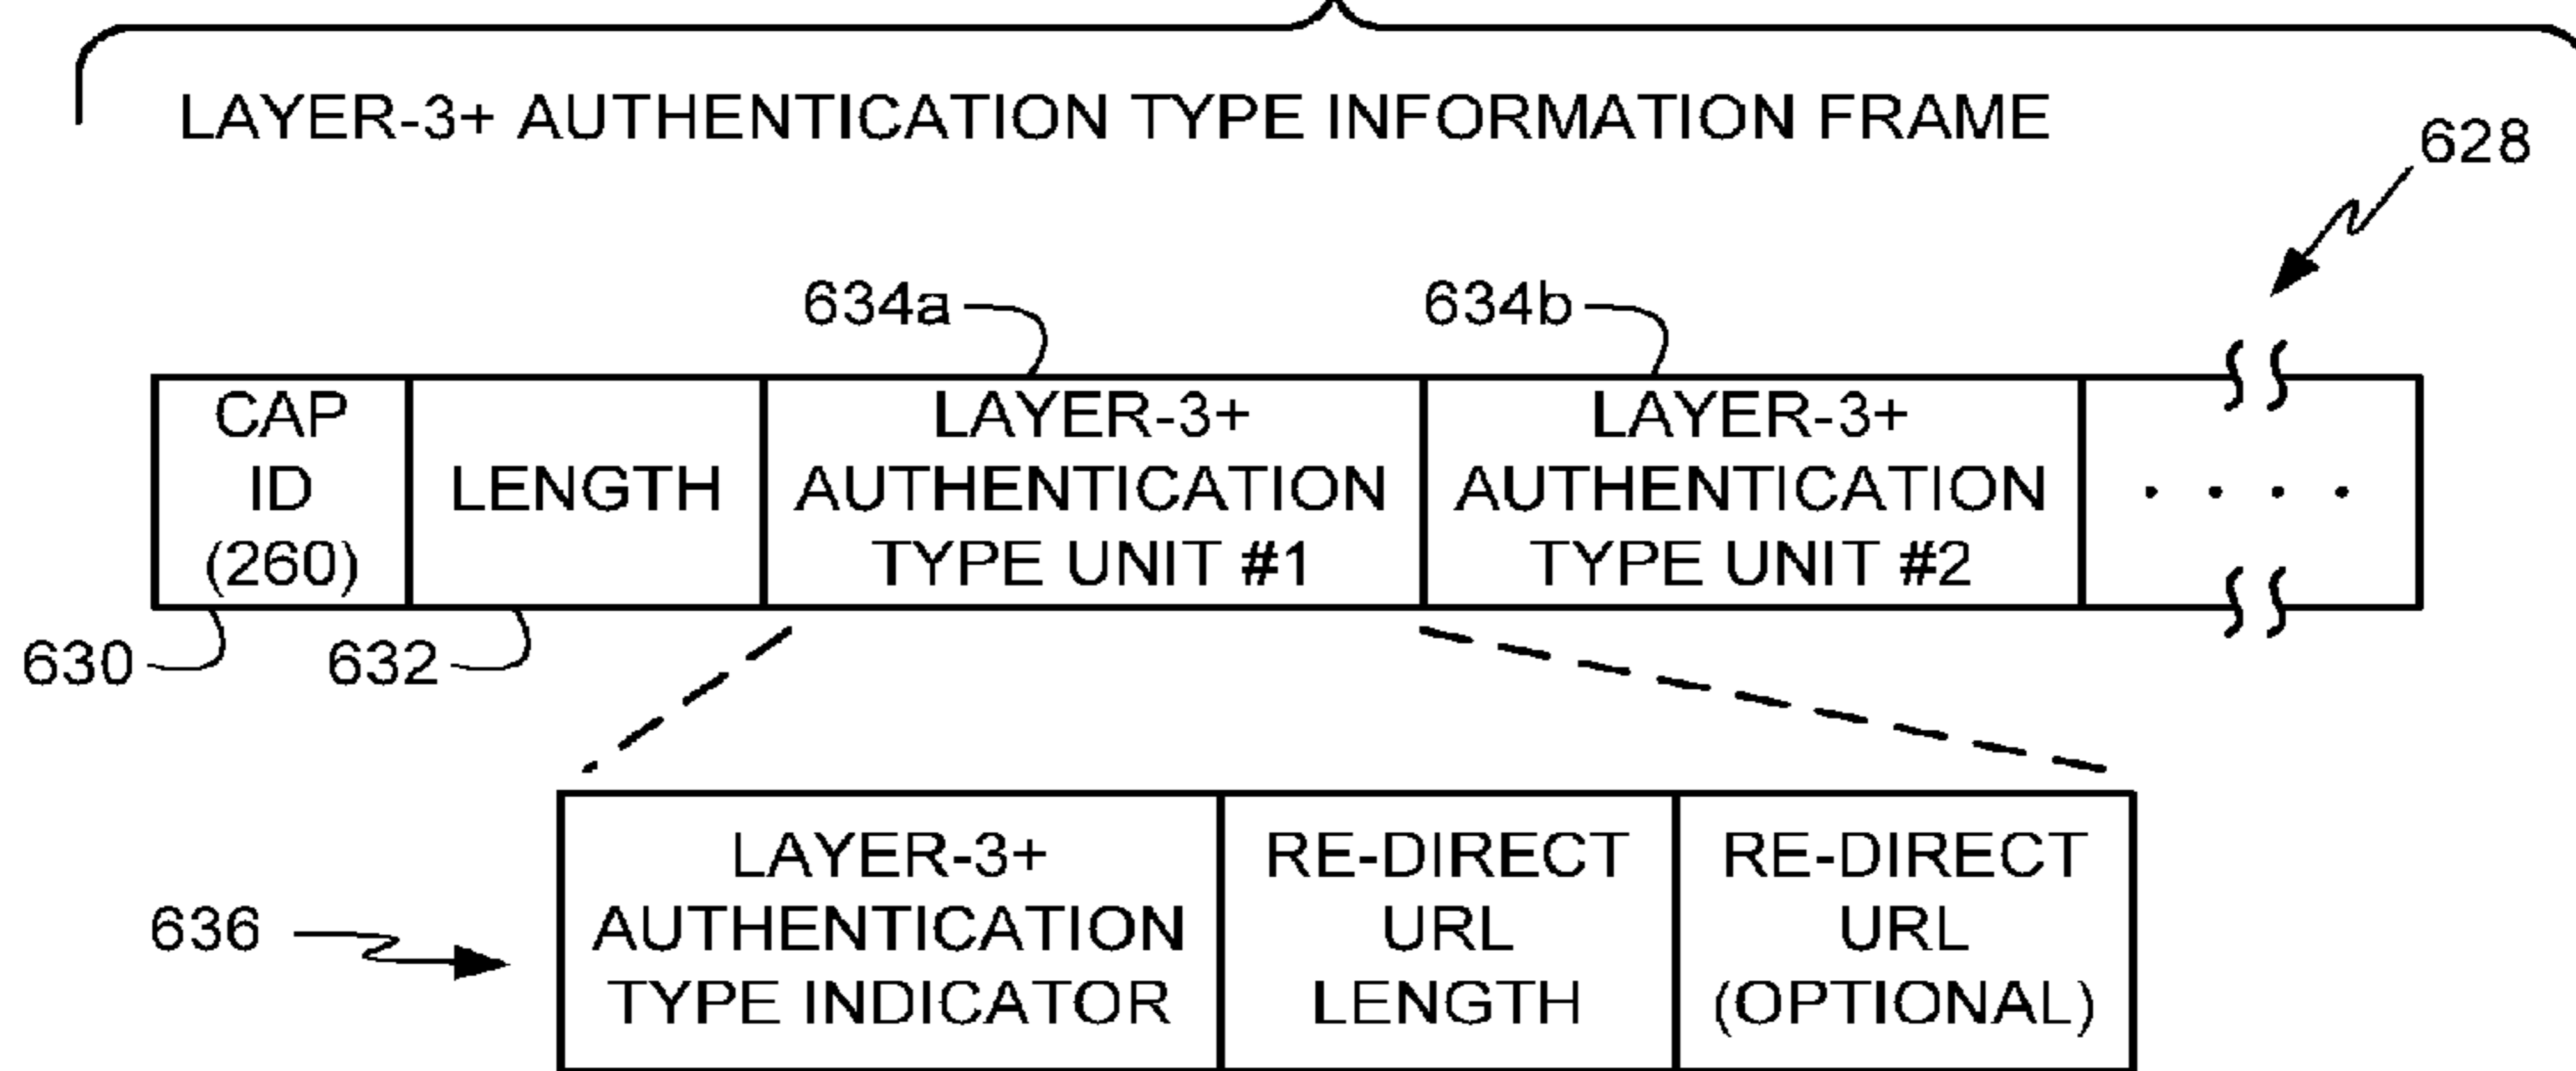 LAYER-3+ AUTHENTICATION TYPE INFORMATION FRAME
628
634a
634b
CAP
ID
(260)
LENGTH
LAYER-3+
AUTHENTICATION
TYPE UNIT #1
LAYER-3+
AUTHENTICATION
TYPE UNIT #2
. . . .
630
632
636
LAYER-3+
AUTHENTICATION
TYPE INDICATOR
RE-DIRECT
URL
LENGTH
RE-DIRECT
URL
(OPTIONAL)